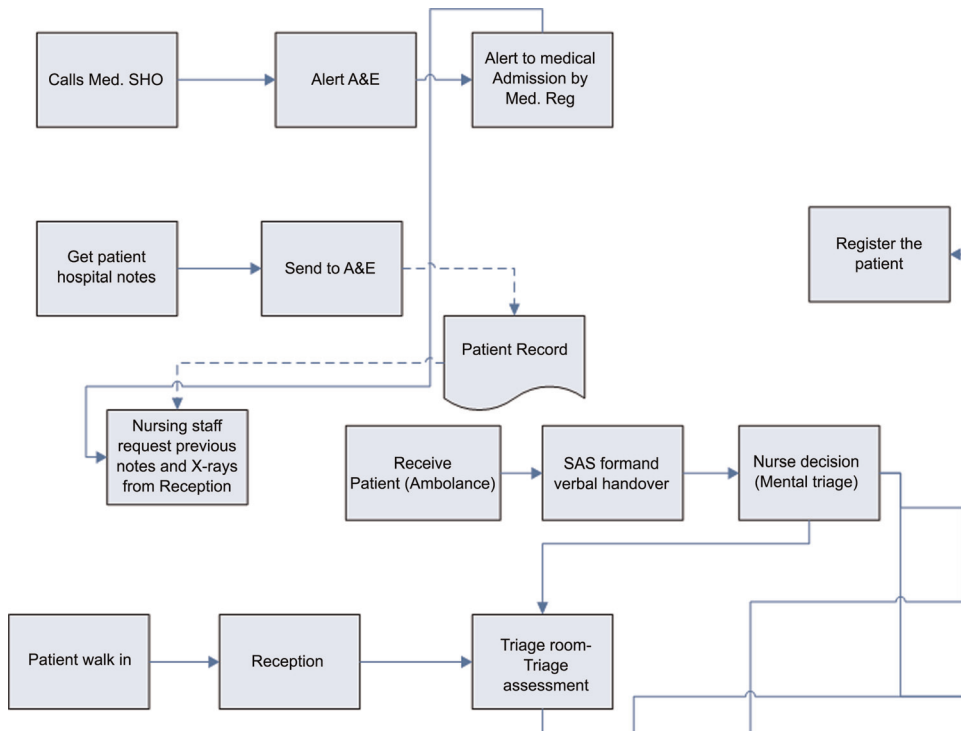 Calls Med. SHO
Alert A&E
Alert to medical
Admission by
Med. Reg
Get patient
hospital notes
Send to A&E
Register the
patient
Patient Record
Nursing staff
request previous
notes and X-rays
from Reception
Receive
Patient (Ambolance)
SAS formand
verbal handover
Nurse decision
(Mental triage)
Patient walk in
Reception
Triage room-
Triage
assessment